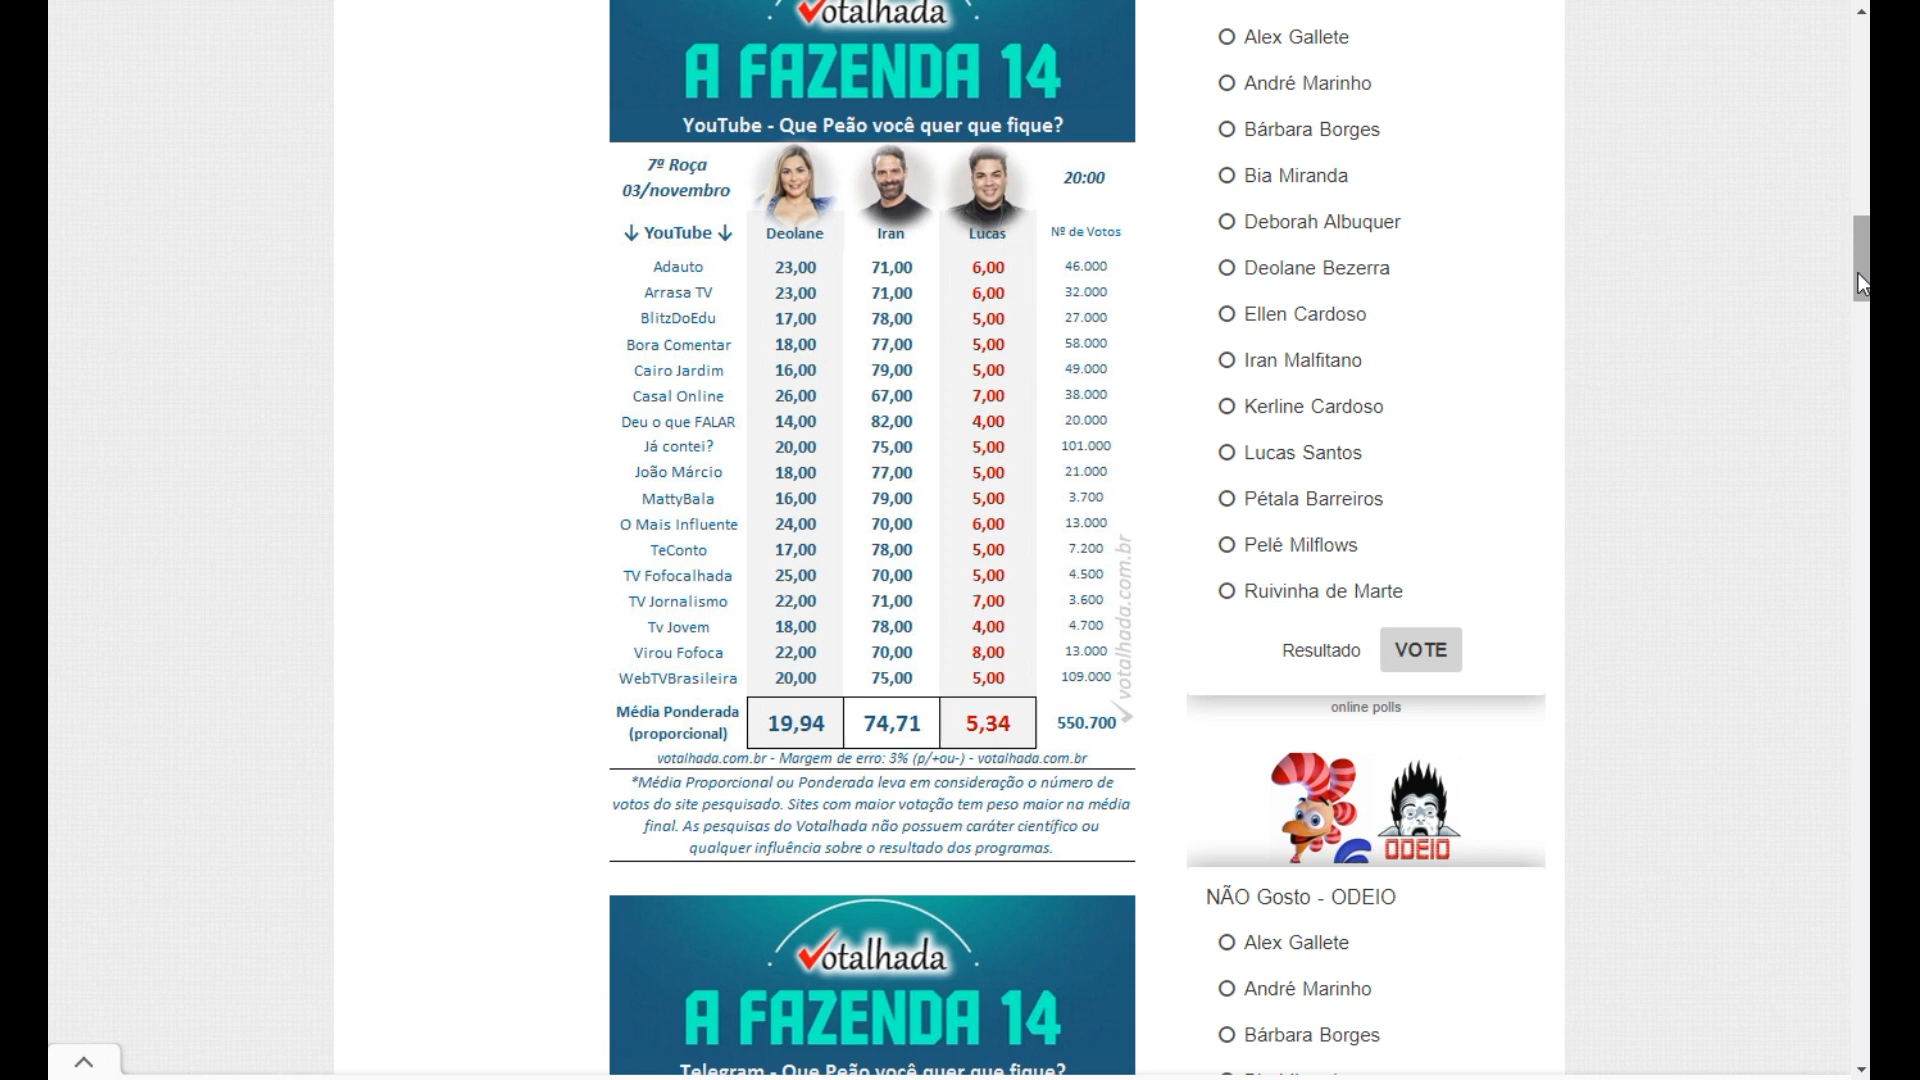 Votalhada
A FAZENDA 14
YouTube - Que Peão você quer que fique?
7ª Roça
03/novembro
20:00
↓ YouTube ↓ Deolane Iran Lucas Nº de Votos
Adauto 23,00 71,00 6,00 46.000
Arrasa TV 23,00 71,00 6,00 32.000
BlitzDoEdu 17,00 78,00 5,00 27.000
Bora Comentar 18,00 77,00 5,00 58.000
Cairo Jardim 16,00 79,00 5,00 49.000
Casal Online 26,00 67,00 7,00 38.000
Deu o que FALAR 14,00 82,00 4,00 20.000
Já contei? 20,00 75,00 5,00 101.000
João Márcio 18,00 77,00 5,00 21.000
MattyBala 16,00 79,00 5,00 3.700
O Mais Influente 24,00 70,00 6,00 13.000
TeConto 17,00 78,00 5,00 7.200
TV Fofocalhada 25,00 70,00 5,00 4.500
TV Jornalismo 22,00 71,00 7,00 3.600
Tv Jovem 18,00 78,00 4,00 4.700
Virou Fofoca 22,00 70,00 8,00 13.000
WebTVBrasileira 20,00 75,00 5,00 109.000
Média Ponderada
(proporcional) 19,94 74,71 5,34 550.700
votalhada.com.br
votalhada.com.br - Margem de erro: 3% (p/+ou-) - votalhada.com.br
*Média Proporcional ou Ponderada leva em consideração o número de
votos do site pesquisado. Sites com maior votação tem peso maior na média
final. As pesquisas do Votalhada não possuem caráter científico ou
qualquer influência sobre o resultado dos programas.
Votalhada
A FAZENDA 14
Telegram - Que Peão você quer que fique?
Alex Gallete
André Marinho
Bárbara Borges
Bia Miranda
Deborah Albuquer
Deolane Bezerra
Ellen Cardoso
Iran Malfitano
Kerline Cardoso
Lucas Santos
Pétala Barreiros
Pelé Milflows
Ruivinha de Marte
Resultado VOTE
online polls
ODEIO
NÃO Gosto - ODEIO
Alex Gallete
André Marinho
Bárbara Borges